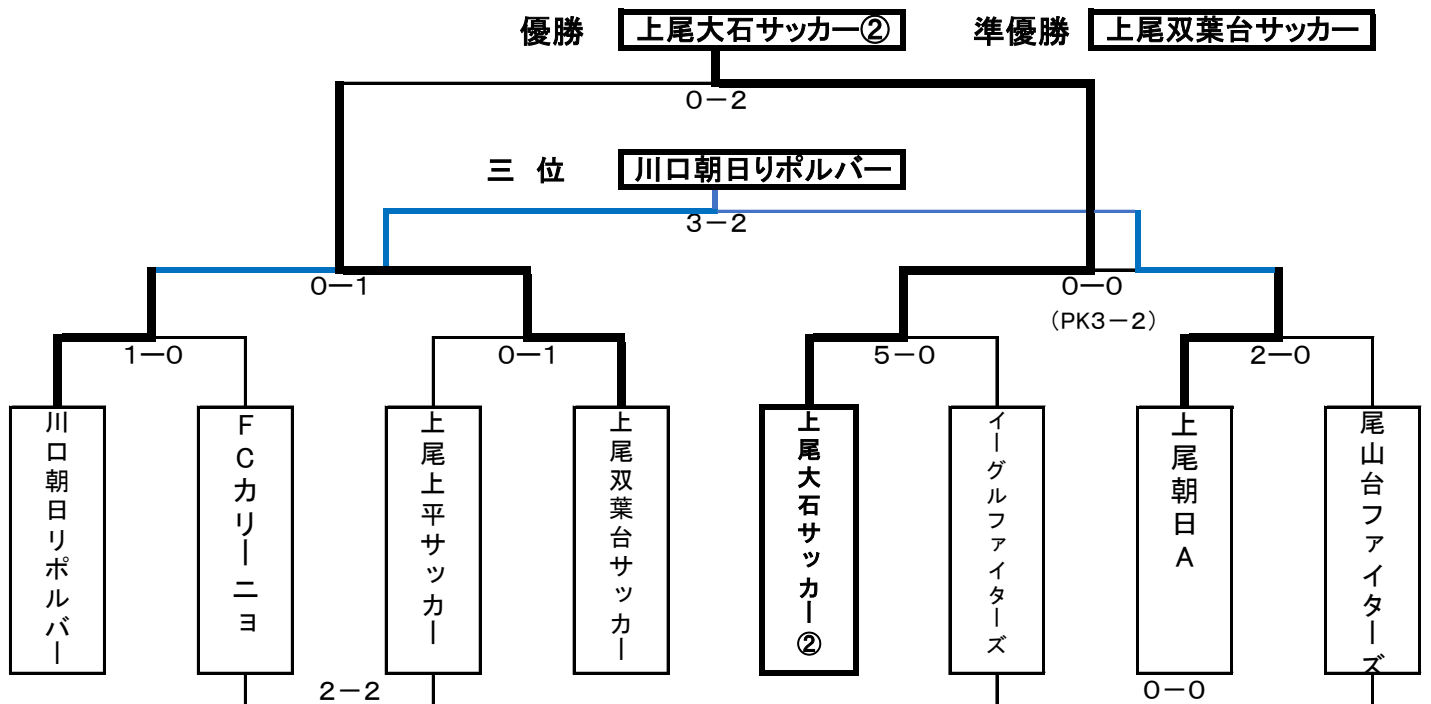 優勝 上尾大石サッカー② 準優勝 上尾双葉台サッカー
0－2
三 位 川口朝日りポルバー
3－2
0－1 0－0
(PK3－2)
1－0 0－1 5－0 2－0
川口朝日リポルバー
FCカリーニョ
上尾上平サッカー
上尾双葉台サッカー
上尾大石サッカー②
イーグルファイターズ
上尾朝日A
尾山台ファイターズ
2－2 0－0